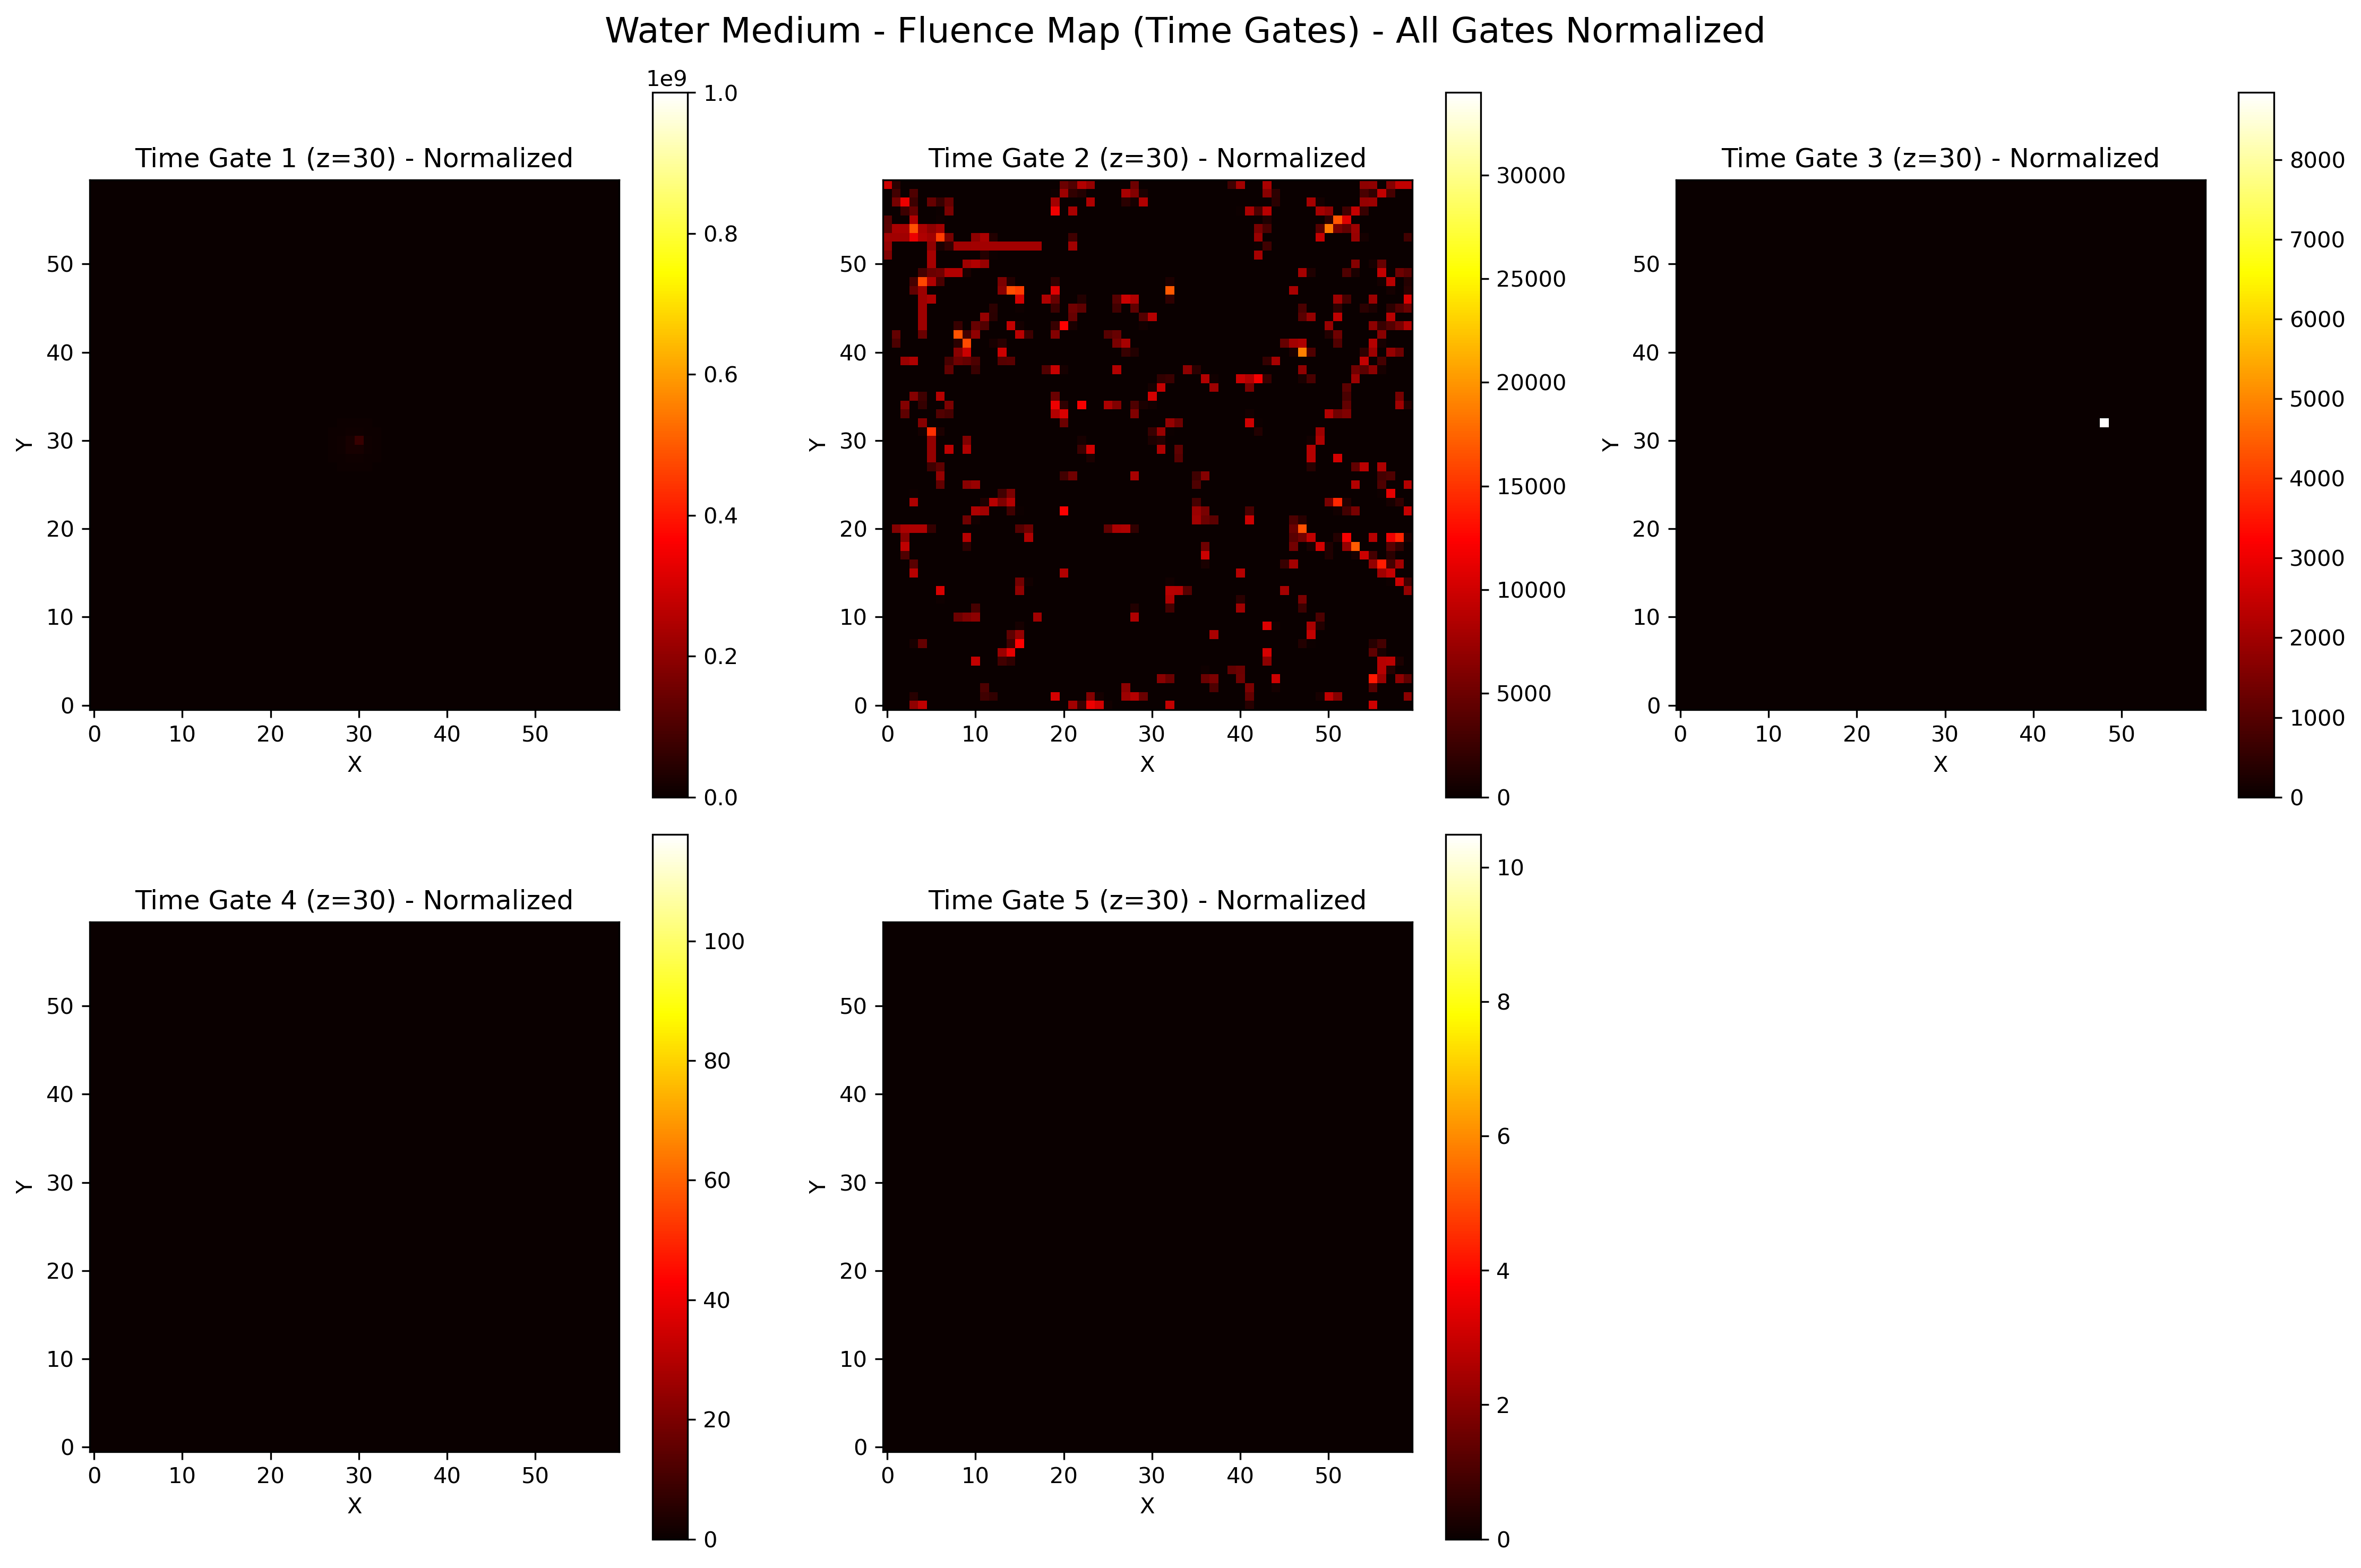 Water Medium - Fluence Map (Time Gates) - All Gates Normalized
Time Gate 1 (z=30) - Normalized
Y
50
40
30
20
10
0
0 10 20 30 40 50
X
1e9
1.0
0.8
0.6
0.4
0.2
0.0
Time Gate 2 (z=30) - Normalized
Y
50
40
30
20
10
0
0 10 20 30 40 50
X
30000
25000
20000
15000
10000
5000
0
Time Gate 3 (z=30) - Normalized
Y
50
40
30
20
10
0
0 10 20 30 40 50
X
8000
7000
6000
5000
4000
3000
2000
1000
0
Time Gate 4 (z=30) - Normalized
Y
50
40
30
20
10
0
0 10 20 30 40 50
X
100
80
60
40
20
0
Time Gate 5 (z=30) - Normalized
Y
50
40
30
20
10
0
0 10 20 30 40 50
X
10
8
6
4
2
0